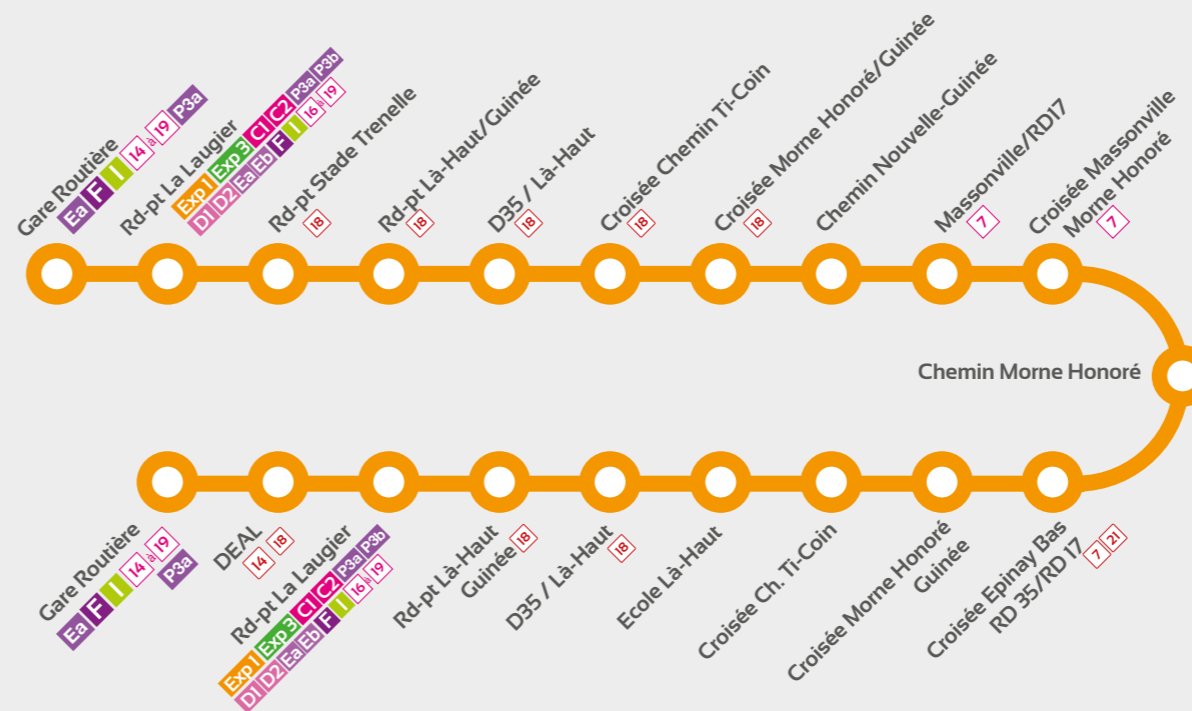 Gare Routière
Ea F I 14 à 19 P3a
Rd-pt La Laugier
Exp 1 Exp 3 C1 C2 P3a P3b
D1 D2 Ea Eb F I 16 à 19
Rd-pt Stade Trenelle
18
Rd-pt Là-Haut/Guinée
18
D35 / Là-Haut
18
Croisée Chemin Ti-Coin
18
Croisée Morne Honoré/Guinée
18
Chemin Nouvelle-Guinée
Massonville/RD17
7
Croisée Massonville
Morne Honoré
7
Chemin Morne Honoré
Gare Routière
Ea F I 14 à 19
P3a
DEAL
14 18
Rd-pt La Laugier
Exp 1 Exp 3 C1 C2 P3a P3b
D1 D2 Ea Eb F I 16 à 19
Rd-pt Là-Haut
Guinée 18
D35 / Là-Haut
18
Ecole Là-Haut
Croisée Ch. Ti-Coin
Croisée Morne Honoré
Guinée
Croisée Epinay Bas
RD 35/RD 17
7 21